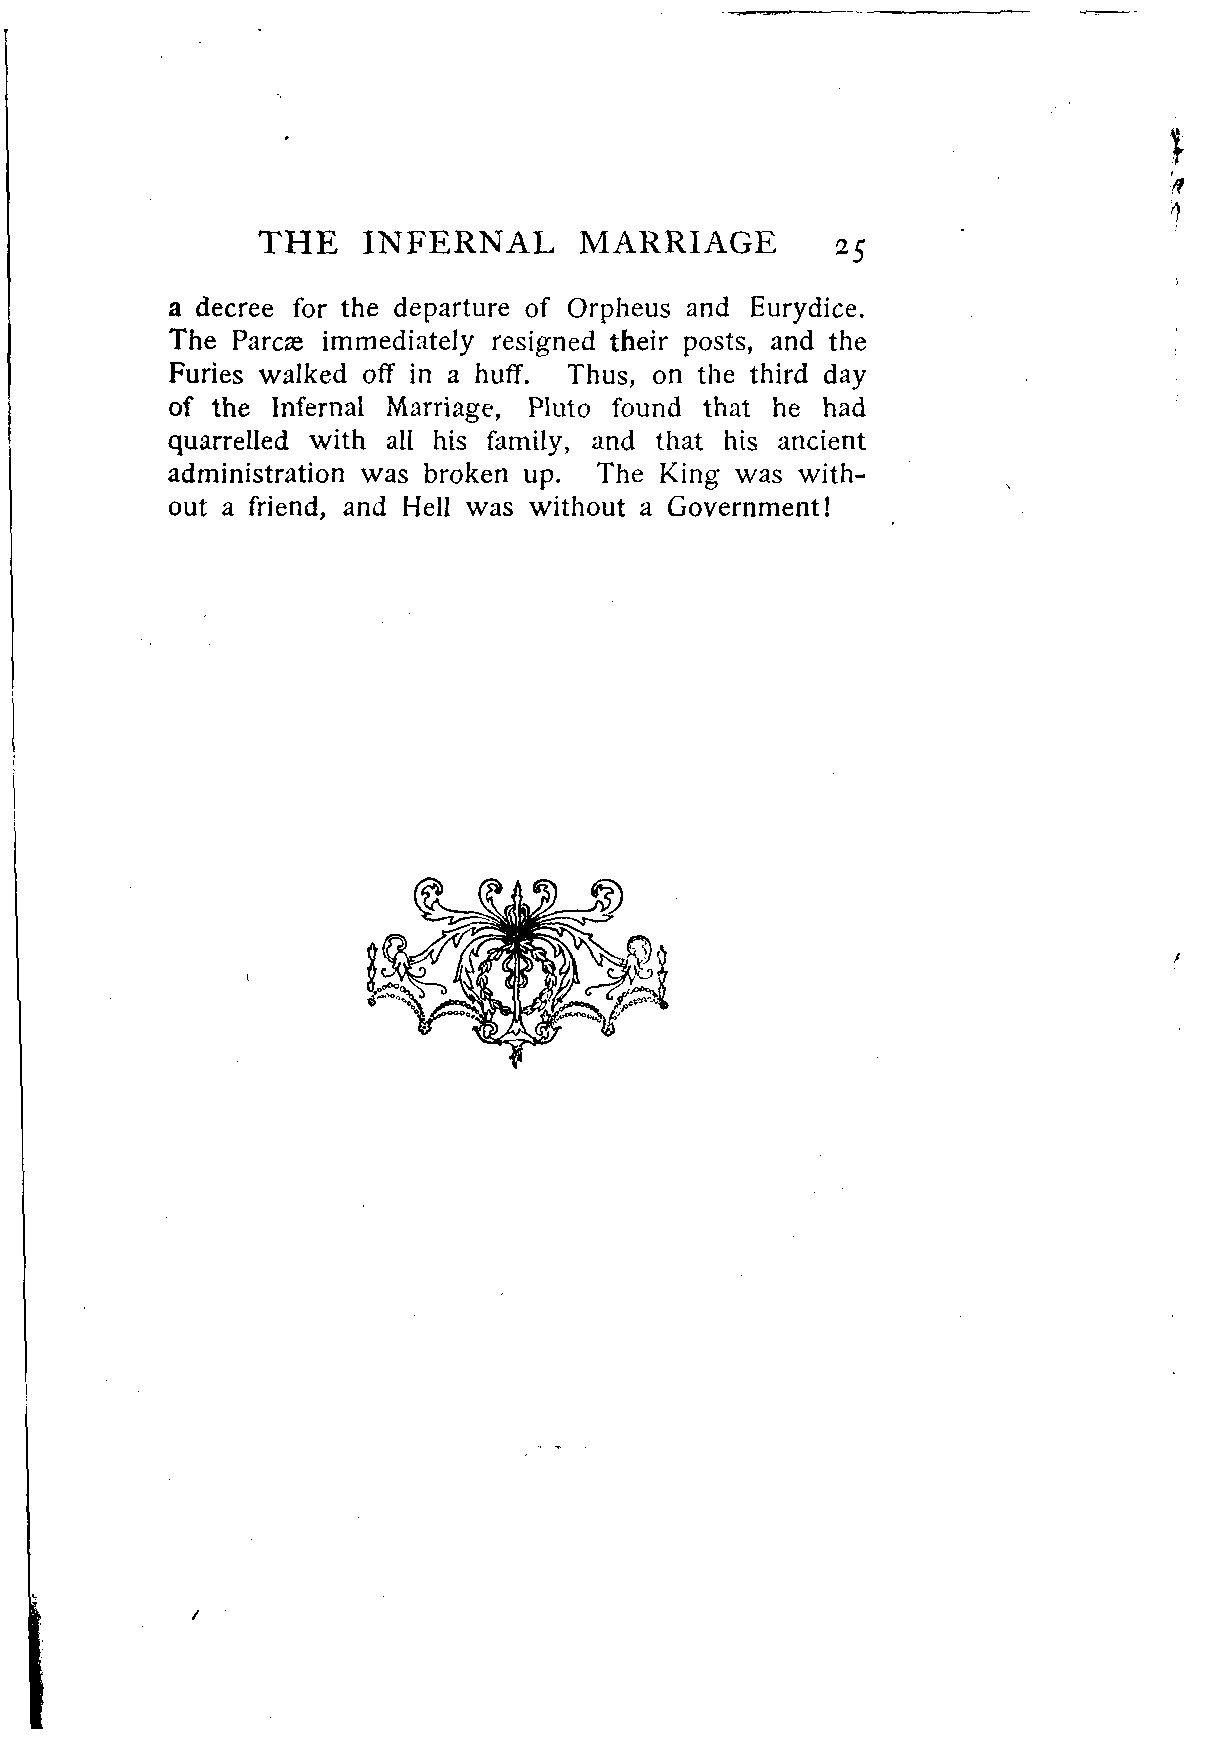 THE INFERNAL MARRIAGE 25
a decree for the departure of Orpheus and Eurydice.
The Parcæ immediately resigned their posts, and the
Furies walked off in a huff. Thus, on the third day
of the Infernal Marriage, Pluto found that he had
quarrelled with all his family, and that his ancient
administration was broken up. The King was with-
out a friend, and Hell was without a Government!